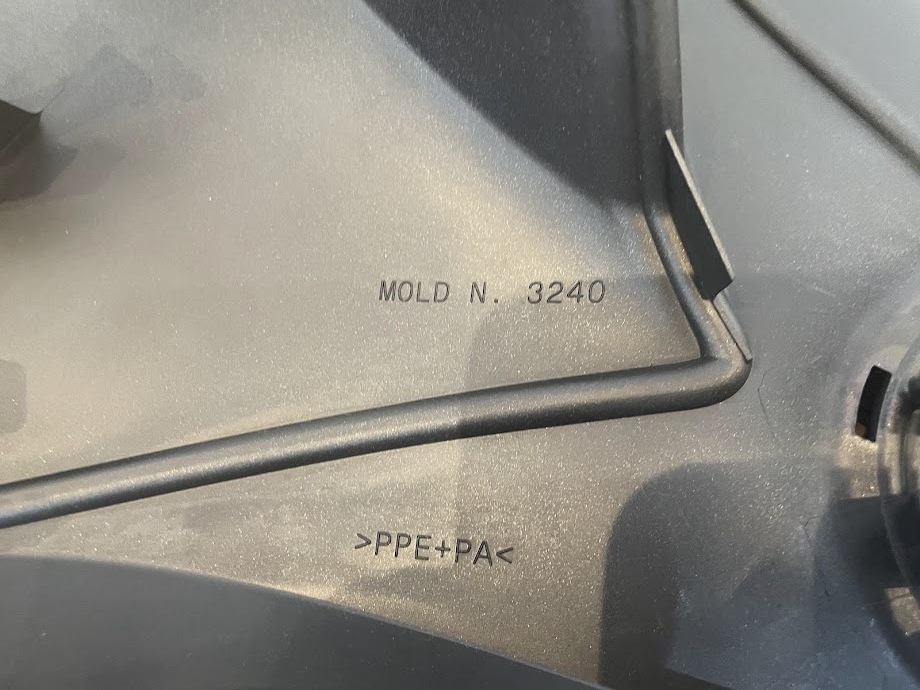 MOLD N. 3240
>PPE+PA<